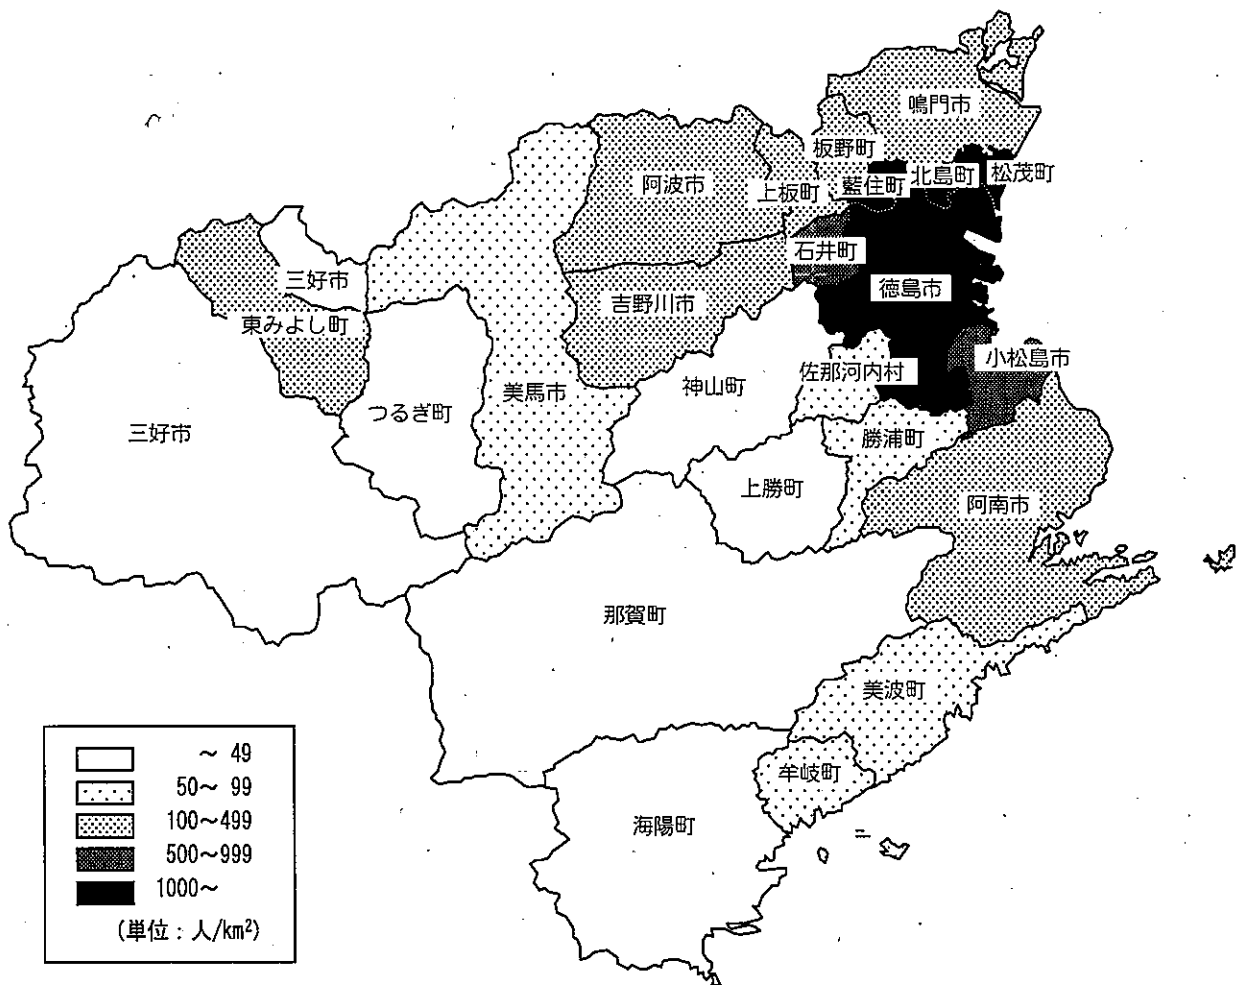 鳴門市
板野町
阿波市
上板町
藍住町
北島町
松茂町
石井町
三好市
徳島市
吉野川市
東みよし町
小松島市
佐那河内村
神山町
美馬市
つるぎ町
三好市
勝浦町
上勝町
阿南市
那賀町
美波町
牟岐町
海陽町
～ 49
50～ 99
100～499
500～999
1000～
(単位：人/km²)